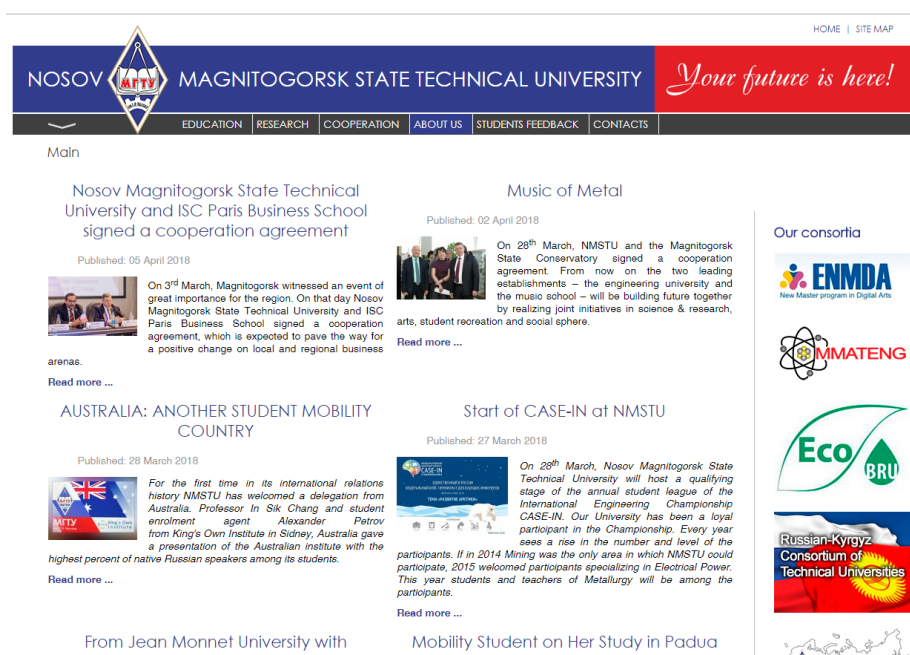 HOME | SITE MAP
NOSOV МГТУ MAGNITOGORSK STATE TECHNICAL UNIVERSITY
Your future is here!
EDUCATION RESEARCH COOPERATION ABOUT US STUDENTS FEEDBACK CONTACTS
Main
Nosov Magnitogorsk State Technical
University and ISC Paris Business School
signed a cooperation agreement
Published: 05 April 2018
On 3rd March, Magnitogorsk witnessed an event of
great importance for the region. On that day Nosov
Magnitogorsk State Technical University and ISC
Paris Business School signed a cooperation
agreement, which is expected to pave the way for
a positive change on local and regional business
arenas.
Read more ...
Music of Metal
Published: 02 April 2018
On 28th March, NMSTU and the Magnitogorsk
State Conservatory signed a cooperation
agreement. From now on the two leading
establishments – the engineering university and
the music school – will be building future together
by realizing joint initiatives in science & research,
arts, student recreation and social sphere.
Read more ...
AUSTRALIA: ANOTHER STUDENT MOBILITY
COUNTRY
Published: 28 March 2018
МГТУ
King's Own
Institute
For the first time in its international relations
history NMSTU has welcomed a delegation from
Australia. Professor In Sik Chang and student
enrolment agent Alexander Petrov
from King's Own Institute in Sidney, Australia gave
a presentation of the Australian institute with the
highest percent of native Russian speakers among its students.
Read more ...
Start of CASE-IN at NMSTU
Published: 27 March 2018
CASE-IN
On 28th March, Nosov Magnitogorsk State
Technical University will host a qualifying
stage of the annual student league of the
International Engineering Championship
CASE-IN. Our University has been a loyal
participant in the Championship. Every year
sees a rise in the number and level of the
participants. If in 2014 Mining was the only area in which NMSTU could
participate, 2015 welcomed participants specializing in Electrical Power.
This year students and teachers of Metallurgy will be among the
participants.
Read more ...
From Jean Monnet University with
Mobility Student on Her Study in Padua
Our consortia
ENMDA
New Master program in Digital Arts
MMATENG
Eco
BRU
Russian-Kyrgyz
Consortium of
Technical Universities